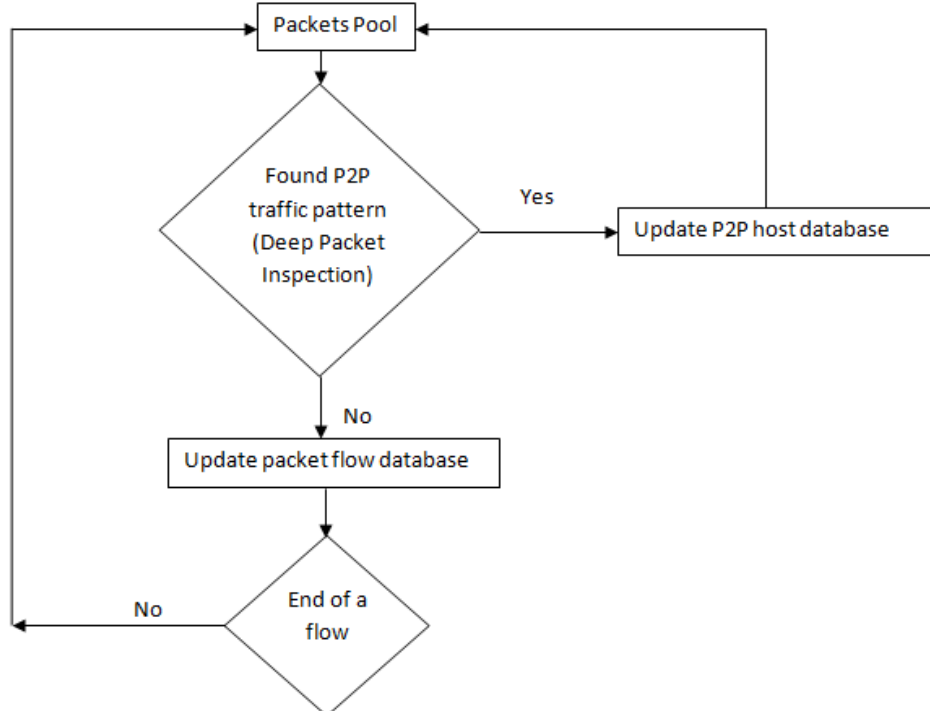 Packets Pool
Found P2P
traffic pattern
(Deep Packet
Inspection)
Yes
Update P2P host database
No
Update packet flow database
End of a
flow
No